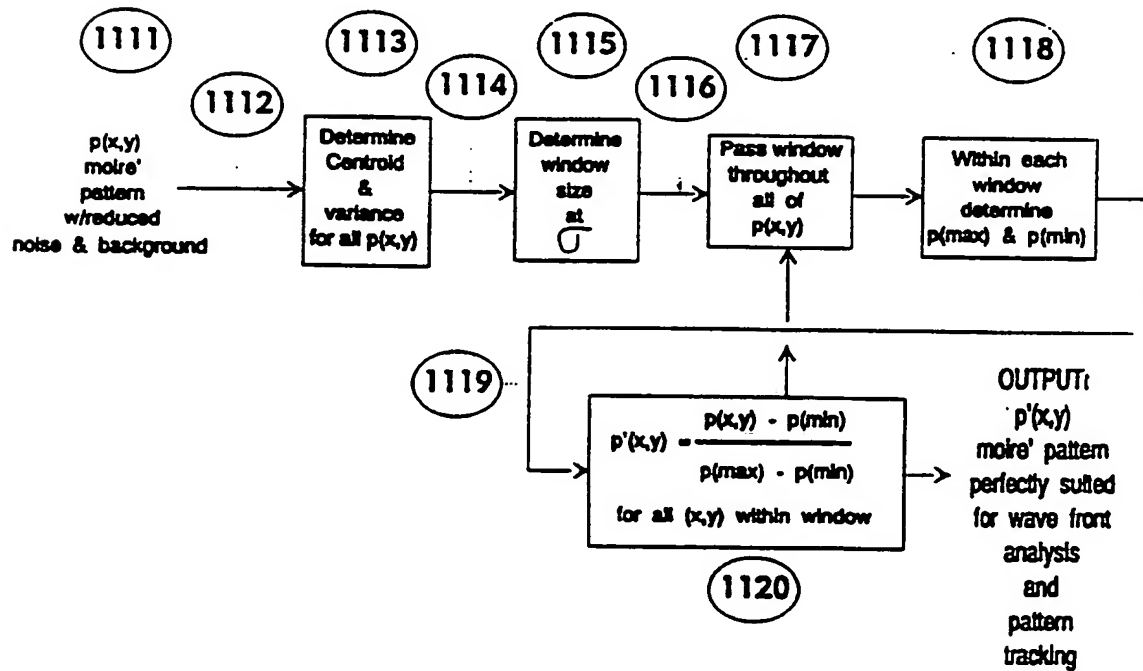 1111
1112
1113
1114
1115
1116
1117
1118
p(x,y)
moire'
pattern
w/reduced
noise & background
Determine
Centroid
&
variance
for all p(x,y)
Determine
window
size
at
σ
Pass window
throughout
all of
p(x,y)
Within each
window
determine
p(max) & p(min)
1119
p'(x,y) = p(x,y) - p(min)
p(max) - p(min)
for all (x,y) within window
1120
OUTPUT:
p'(x,y)
moire' pattern
perfectly suited
for wave front
analysis
and
pattern
tracking